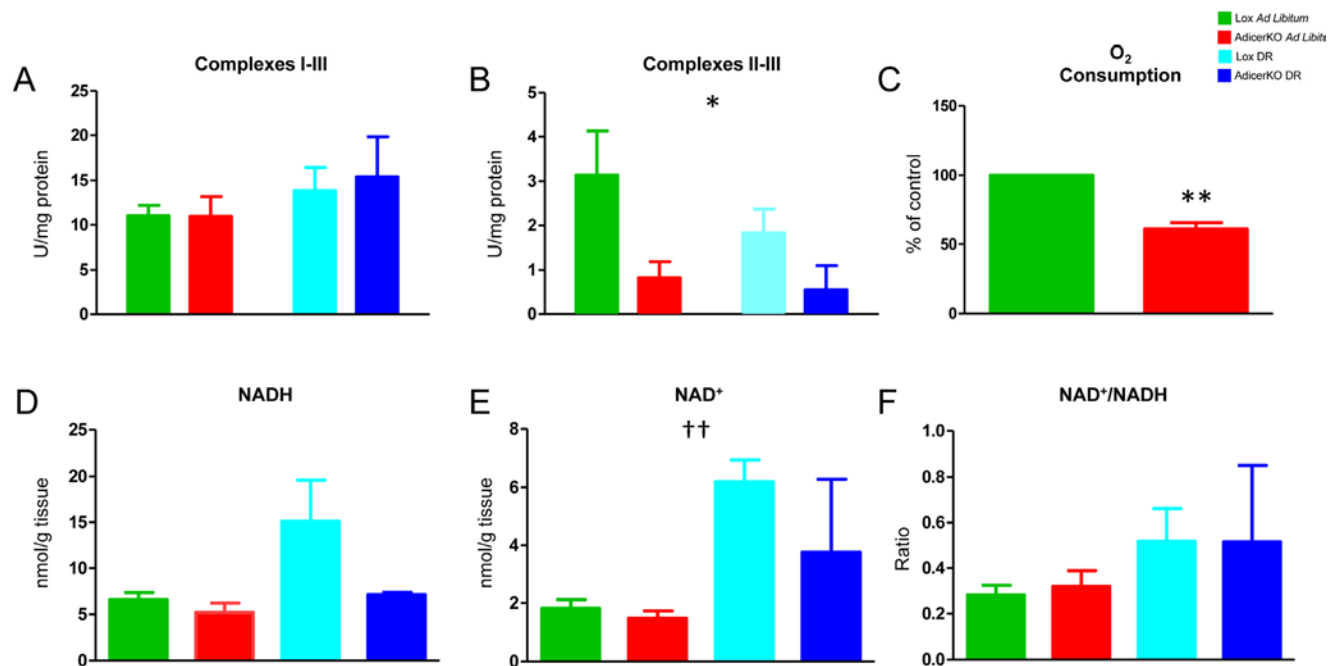 Lox Ad Libitum
AdicerKO Ad Libitu
Lox DR
AdicerKO DR
A
Complexes I-III
U/mg protein
25
20
15
10
5
0
B
Complexes II-III
*
U/mg protein
5
4
3
2
1
0
C
O₂
Consumption
% of control
150
100
50
0
**
D
NADH
nmol/g tissue
25
20
15
10
5
0
E
NAD⁺
††
nmol/g tissue
8
6
4
2
0
F
NAD⁺/NADH
Ratio
1.0
0.8
0.6
0.4
0.2
0.0